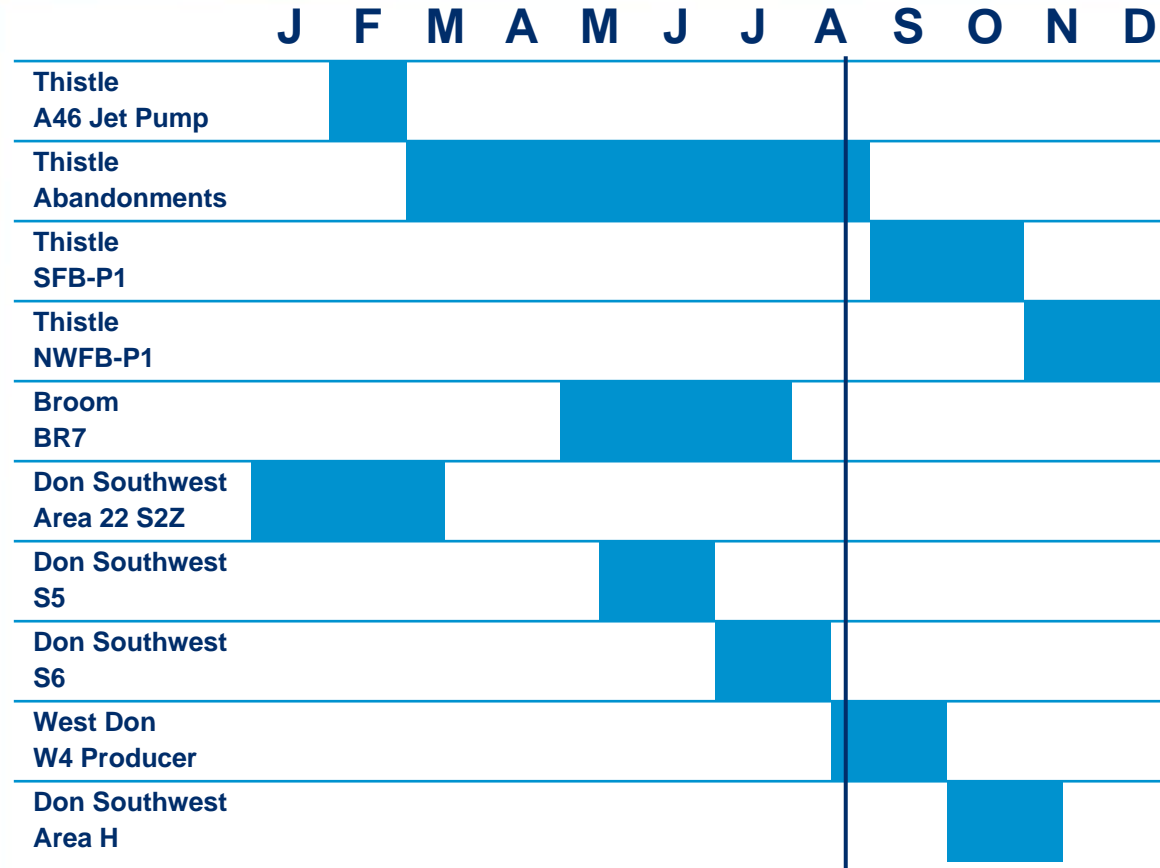 J F M A M J J A S O N D
Thistle
A46 Jet Pump
Thistle
Abandonments
Thistle
SFB-P1
Thistle
NWFB-P1
Broom
BR7
Don Southwest
Area 22 S2Z
Don Southwest
S5
Don Southwest
S6
West Don
W4 Producer
Don Southwest
Area H